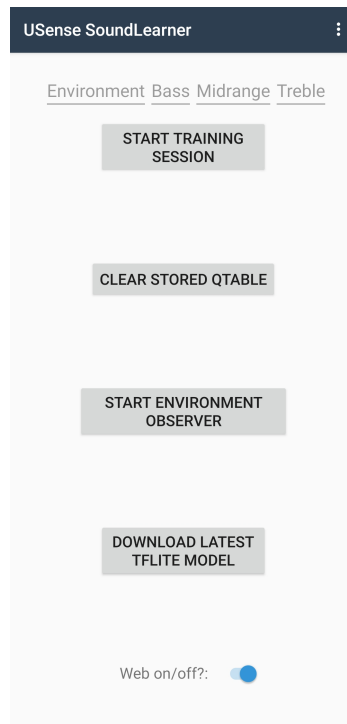 USense SoundLearner
Environment Bass Midrange Treble
START TRAINING
SESSION
CLEAR STORED QTABLE
START ENVIRONMENT
OBSERVER
DOWNLOAD LATEST
TFLITE MODEL
Web on/off?: